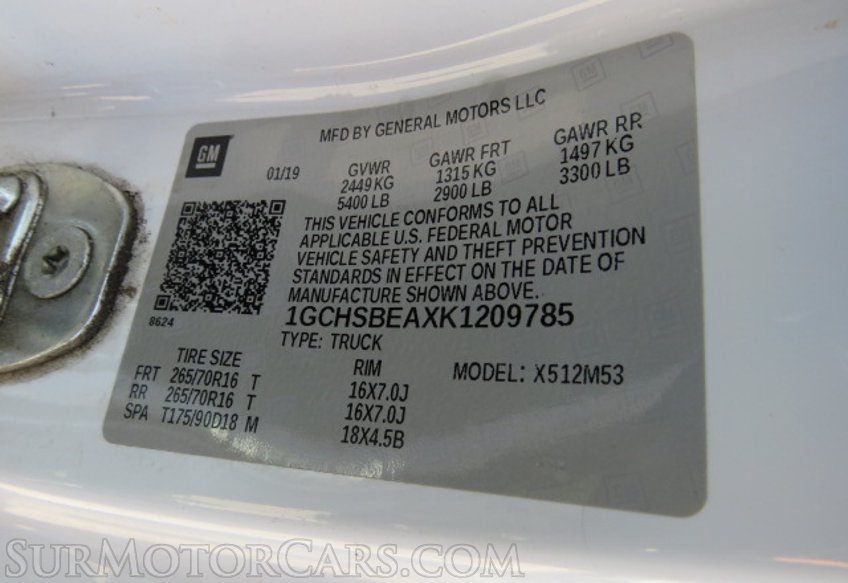 MFD BY GENERAL MOTORS LLC
GM
01/19 GVWR GAWR FRT GAWR RR
2449 KG 1315 KG 1497 KG
5400 LB 2900 LB 3300 LB
THIS VEHICLE CONFORMS TO ALL
APPLICABLE U.S. FEDERAL MOTOR
VEHICLE SAFETY AND THEFT PREVENTION
STANDARDS IN EFFECT ON THE DATE OF
MANUFACTURE SHOWN ABOVE.
8624
1GCHSBEAXK1209785
TYPE: TRUCK
TIRE SIZE RIM MODEL: X512M53
FRT 265/70R16 T 16X7.0J
RR 265/70R16 T 16X7.0J
SPA T175/90D18 M 18X4.5B
SURMOTORCARS.COM